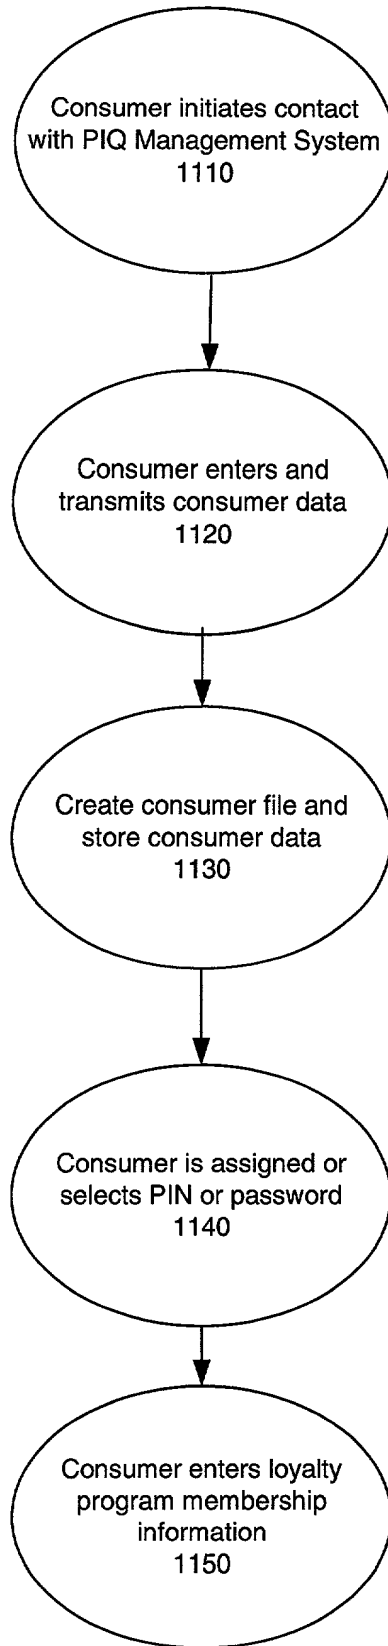 Consumer initiates contact
with PIQ Management System
1110
Consumer enters and
transmits consumer data
1120
Create consumer file and
store consumer data
1130
Consumer is assigned or
selects PIN or password
1140
Consumer enters loyalty
program membership
information
1150